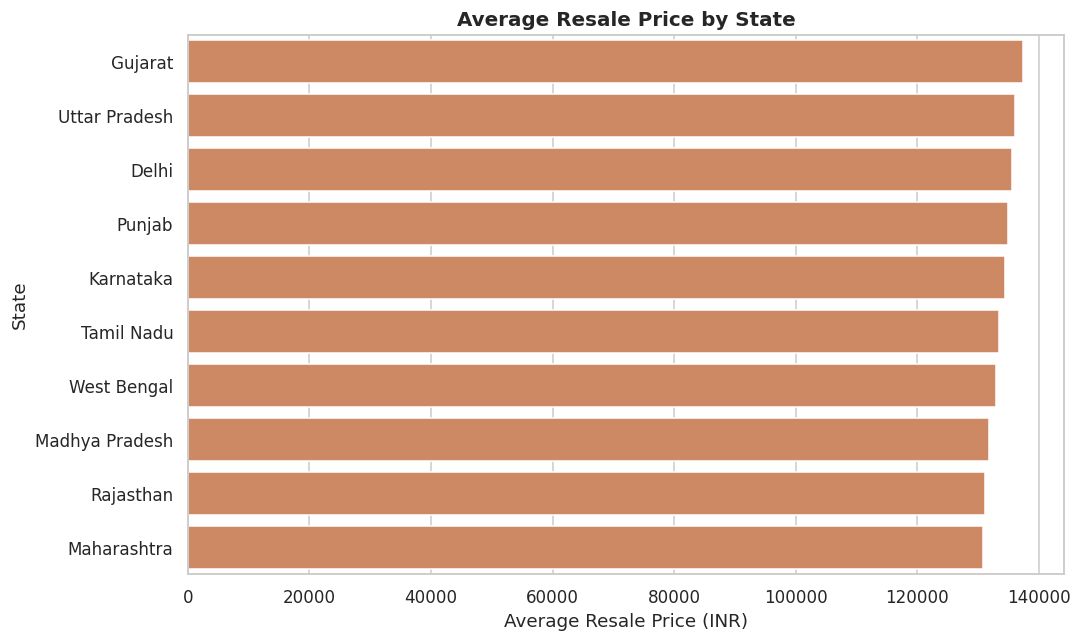 Average Resale Price by State
Gujarat
Uttar Pradesh
Delhi
Punjab
Karnataka
Tamil Nadu
West Bengal
Madhya Pradesh
Rajasthan
Maharashtra
State
0 20000 40000 60000 80000 100000 120000 140000
Average Resale Price (INR)